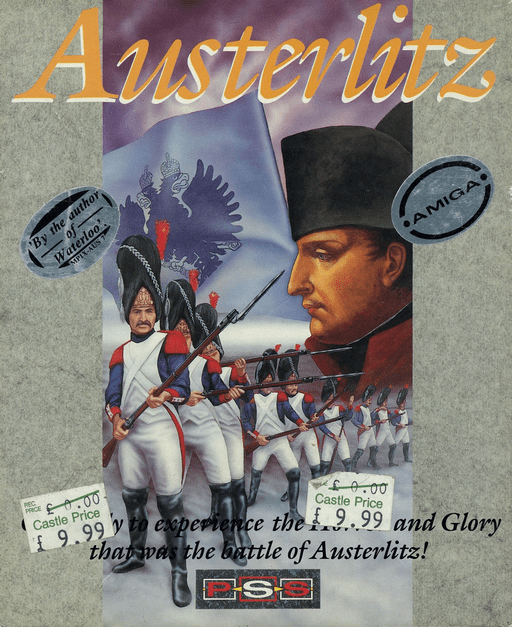 Austerlitz
'By the author
of
Waterloo'
AMIGA
REC.
PRICE £ 0.00
Castle Price
£ 9.99
£ 0.00
Castle Price
£ 9.99
to experience the and Glory
that was the battle of Austerlitz!
PSS